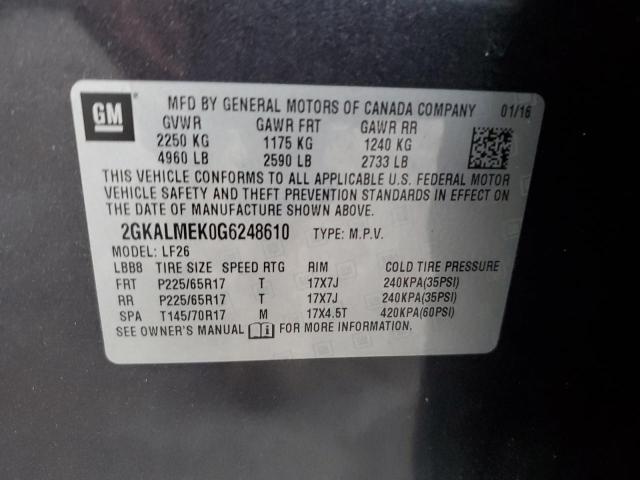 GM
MFD BY GENERAL MOTORS OF CANADA COMPANY 01/16
GVWR GAWR FRT GAWR RR
2250 KG 1175 KG 1240 KG
4960 LB 2590 LB 2733 LB
THIS VEHICLE CONFORMS TO ALL APPLICABLE U.S. FEDERAL MOTOR
VEHICLE SAFETY AND THEFT PREVENTION STANDARDS IN EFFECT ON
THE DATE OF MANUFACTURE SHOWN ABOVE.
2GKALMEK0G6248610 TYPE: M.P.V.
MODEL: LF26
LBB8 TIRE SIZE SPEED RTG RIM COLD TIRE PRESSURE
FRT P225/65R17 T 17X7J 240KPA(35PSI)
RR P225/65R17 T 17X7J 240KPA(35PSI)
SPA T145/70R17 M 17X4.5T 420KPA(60PSI)
SEE OWNER'S MANUAL FOR MORE INFORMATION.